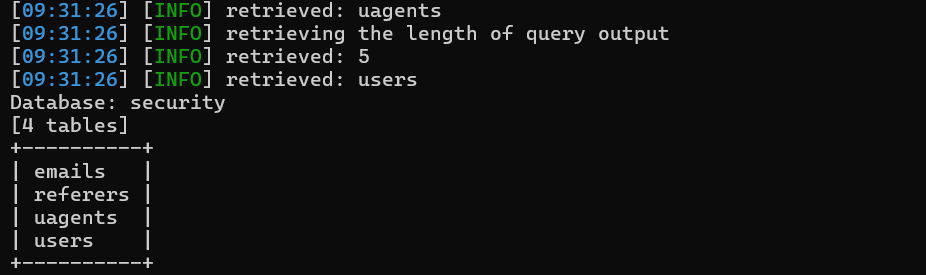 [09:31:26] [INFO] retrieved: uagents
[09:31:26] [INFO] retrieving the length of query output
[09:31:26] [INFO] retrieved: 5
[09:31:26] [INFO] retrieved: users
Database: security
[4 tables]
+----------+
| emails   |
| referers |
| uagents  |
| users    |
+----------+